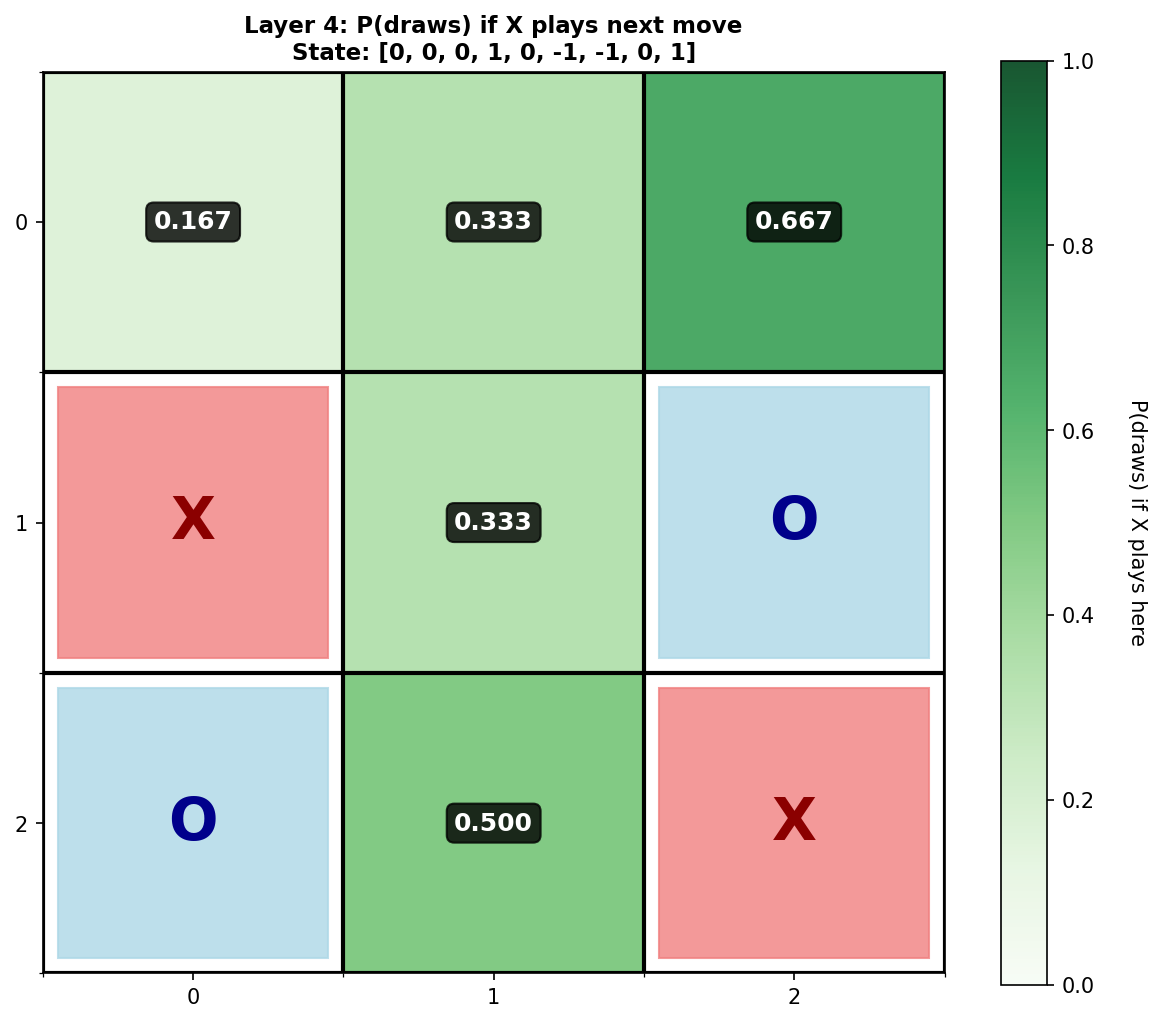 Layer 4: P(draws) if X plays next move
State: [0, 0, 0, 1, 0, -1, -1, 0, 1]
0
0.167
0.333
0.667
1
X
0.333
O
2
O
0.500
X
0
1
2
1.0
0.8
0.6
0.4
0.2
0.0
P(draws) if X plays here